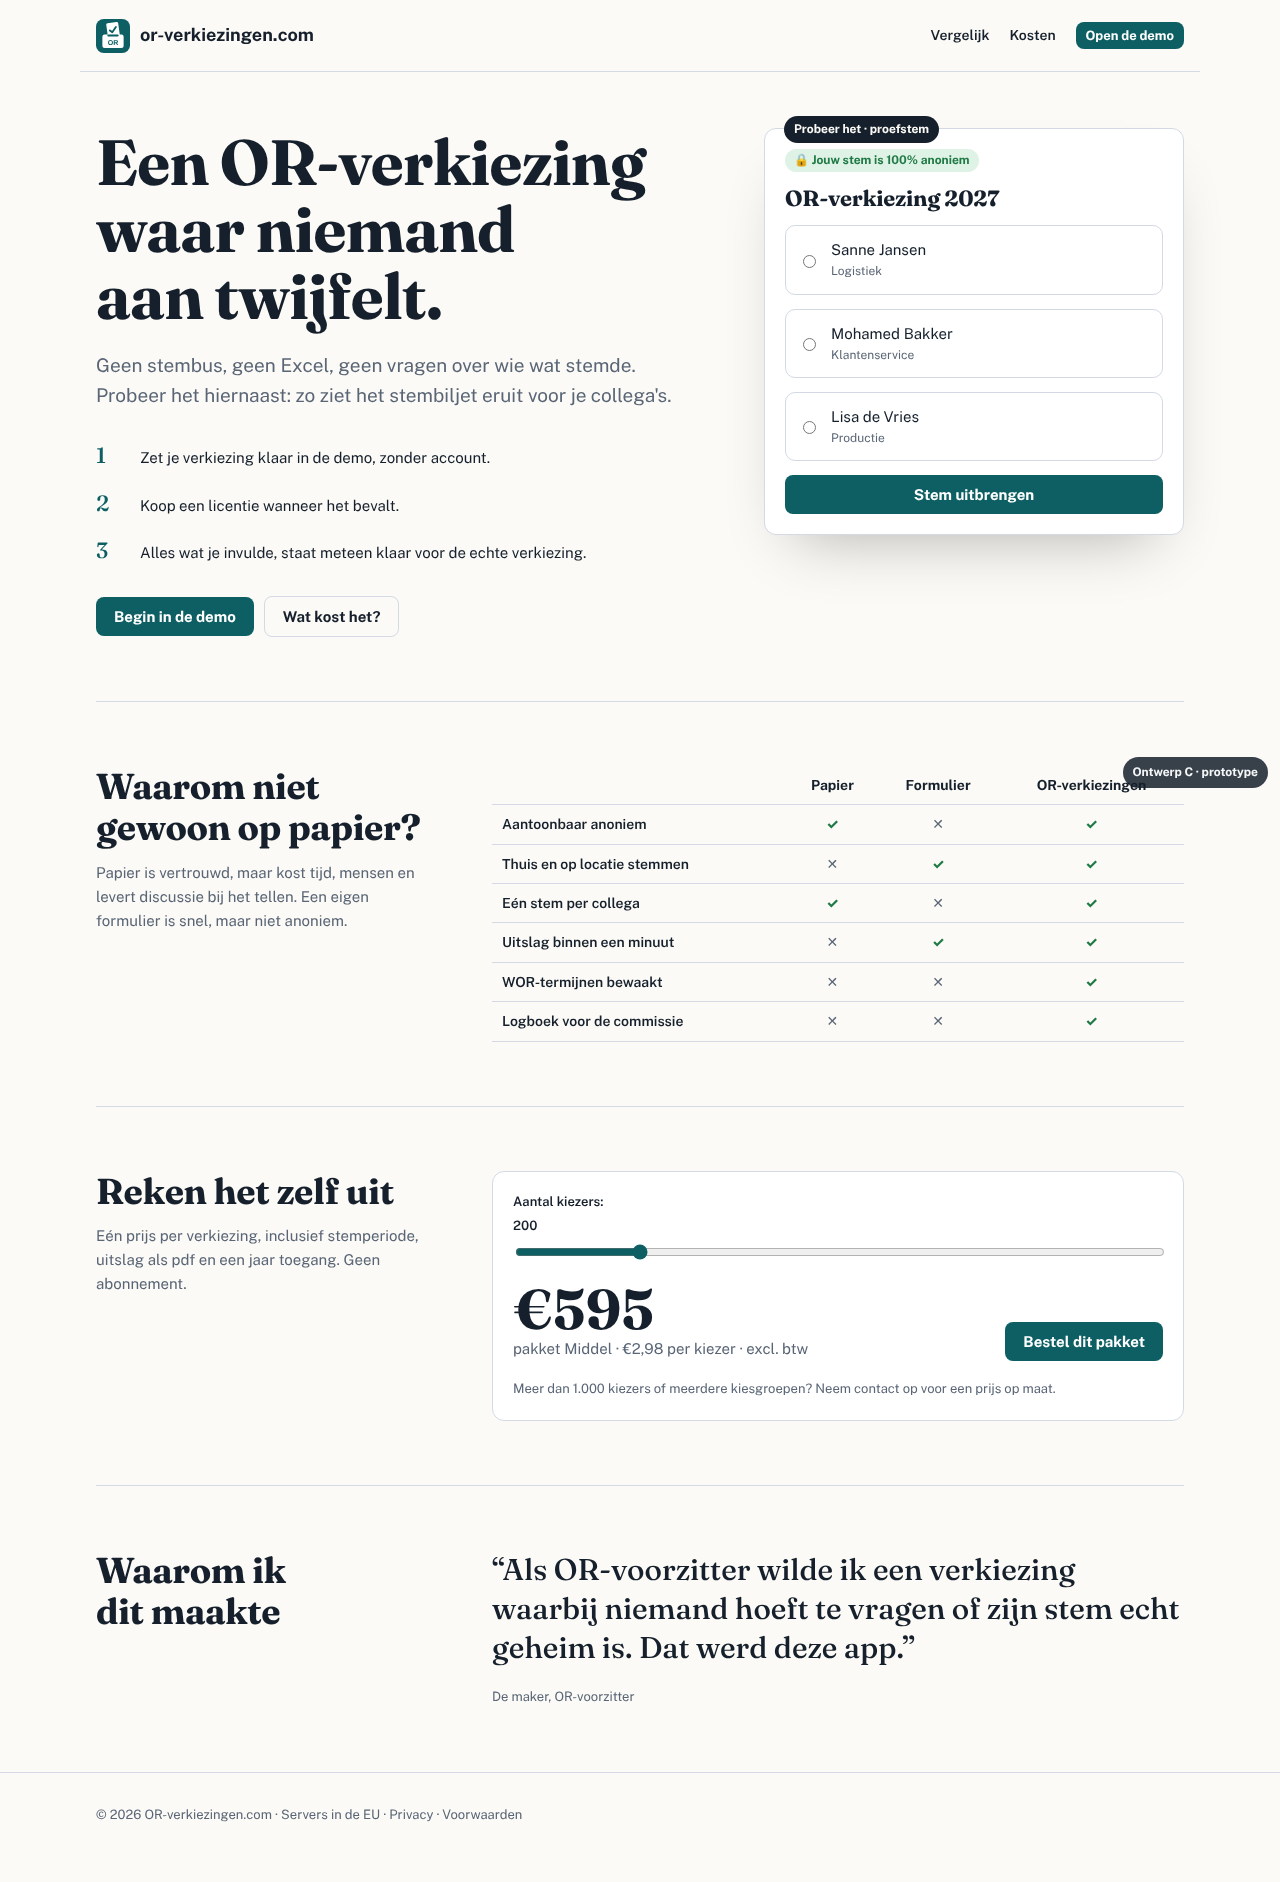 OR
or-verkiezingen.com
Vergelijk
Kosten
Open de demo
Een OR-verkiezing
waar niemand
aan twijfelt.
Geen stembus, geen Excel, geen vragen over wie wat stemde.
Probeer het hiernaast: zo ziet het stembiljet eruit voor je collega's.
1 Zet je verkiezing klaar in de demo, zonder account.
2 Koop een licentie wanneer het bevalt.
3 Alles wat je invulde, staat meteen klaar voor de echte verkiezing.
Begin in de demo
Wat kost het?
Probeer het · proefstem
🔒 Jouw stem is 100% anoniem
OR-verkiezing 2027
Sanne Jansen
Logistiek
Mohamed Bakker
Klantenservice
Lisa de Vries
Productie
Stem uitbrengen
Waarom niet
gewoon op papier?
Papier is vertrouwd, maar kost tijd, mensen en
levert discussie bij het tellen. Een eigen
formulier is snel, maar niet anoniem.
Ontwerp C · prototype
Papier Formulier OR-verkiezingen
Aantoonbaar anoniem ✓ ✕ ✓
Thuis en op locatie stemmen ✕ ✓ ✓
Eén stem per collega ✓ ✕ ✓
Uitslag binnen een minuut ✕ ✓ ✓
WOR-termijnen bewaakt ✕ ✕ ✓
Logboek voor de commissie ✕ ✕ ✓
Reken het zelf uit
Eén prijs per verkiezing, inclusief stemperiode,
uitslag als pdf en een jaar toegang. Geen
abonnement.
Aantal kiezers:
200
€595
pakket Middel · €2,98 per kiezer · excl. btw
Bestel dit pakket
Meer dan 1.000 kiezers of meerdere kiesgroepen? Neem contact op voor een prijs op maat.
Waarom ik
dit maakte
“Als OR-voorzitter wilde ik een verkiezing
waarbij niemand hoeft te vragen of zijn stem echt
geheim is. Dat werd deze app.”
De maker, OR-voorzitter
© 2026 OR-verkiezingen.com · Servers in de EU · Privacy · Voorwaarden